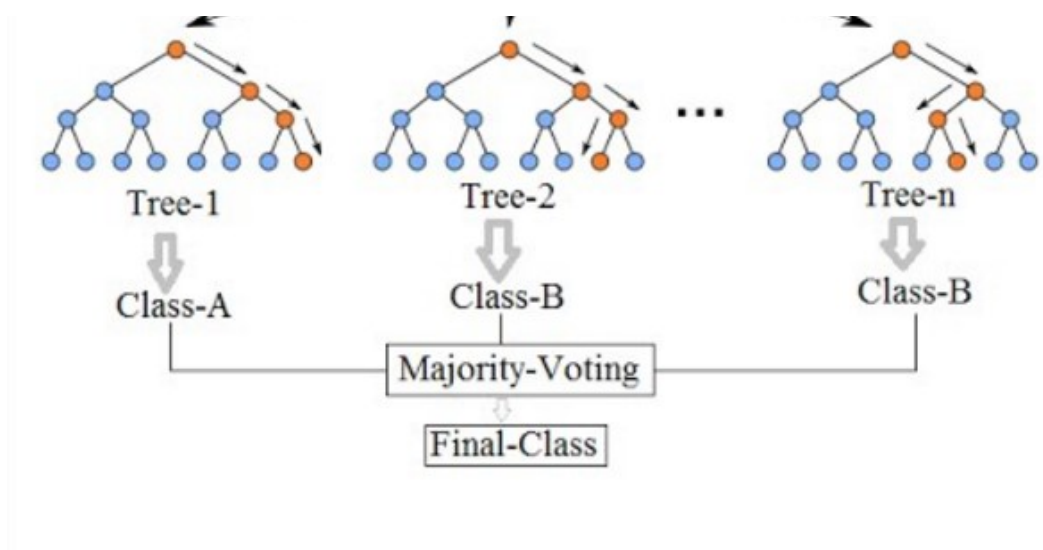 ...
Tree-1
Tree-2
Tree-n
Class-A
Class-B
Class-B
Majority-Voting
Final-Class